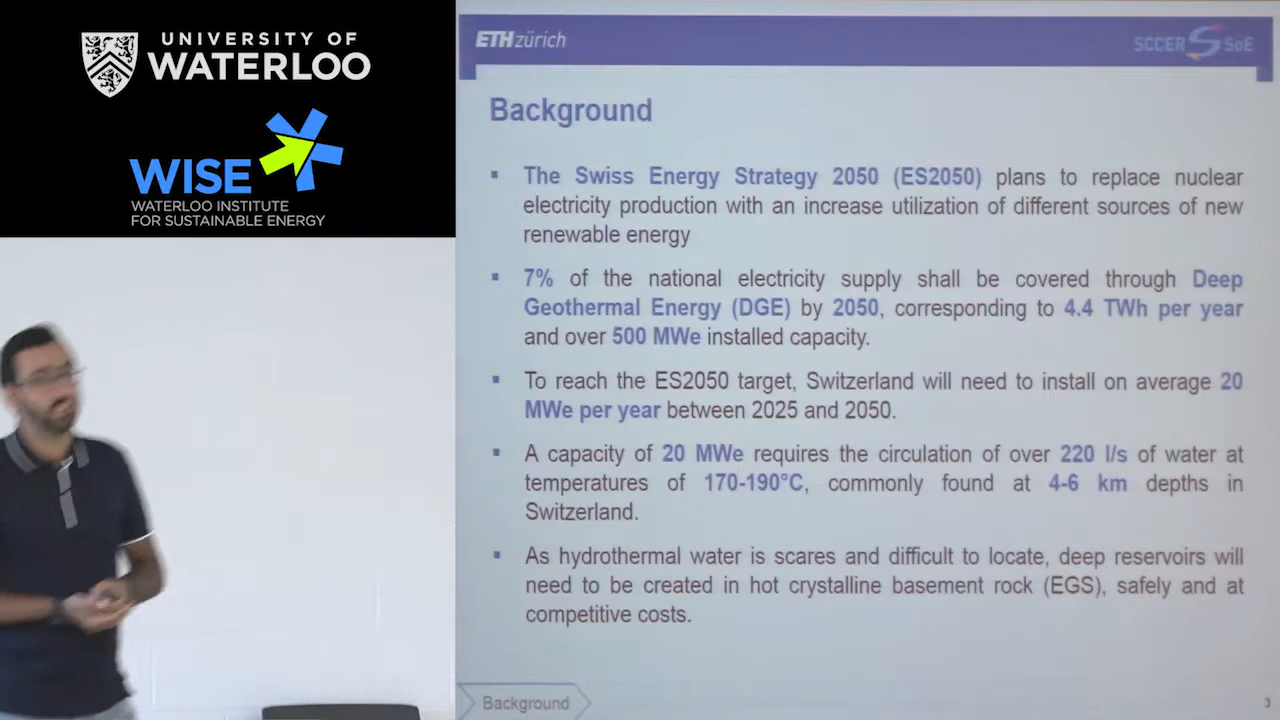 UNIVERSITY OF
WATERLOO
WISE
WATERLOO INSTITUTE
FOR SUSTAINABLE ENERGY
ETH zürich
SCCER SoE
Background
▪ The Swiss Energy Strategy 2050 (ES2050) plans to replace nuclear
electricity production with an increase utilization of different sources of new
renewable energy
▪ 7% of the national electricity supply shall be covered through Deep
Geothermal Energy (DGE) by 2050, corresponding to 4.4 TWh per year
and over 500 MWe installed capacity.
▪ To reach the ES2050 target, Switzerland will need to install on average 20
MWe per year between 2025 and 2050.
▪ A capacity of 20 MWe requires the circulation of over 220 l/s of water at
temperatures of 170-190°C, commonly found at 4-6 km depths in
Switzerland.
▪ As hydrothermal water is scares and difficult to locate, deep reservoirs will
need to be created in hot crystalline basement rock (EGS), safely and at
competitive costs.
Background
3